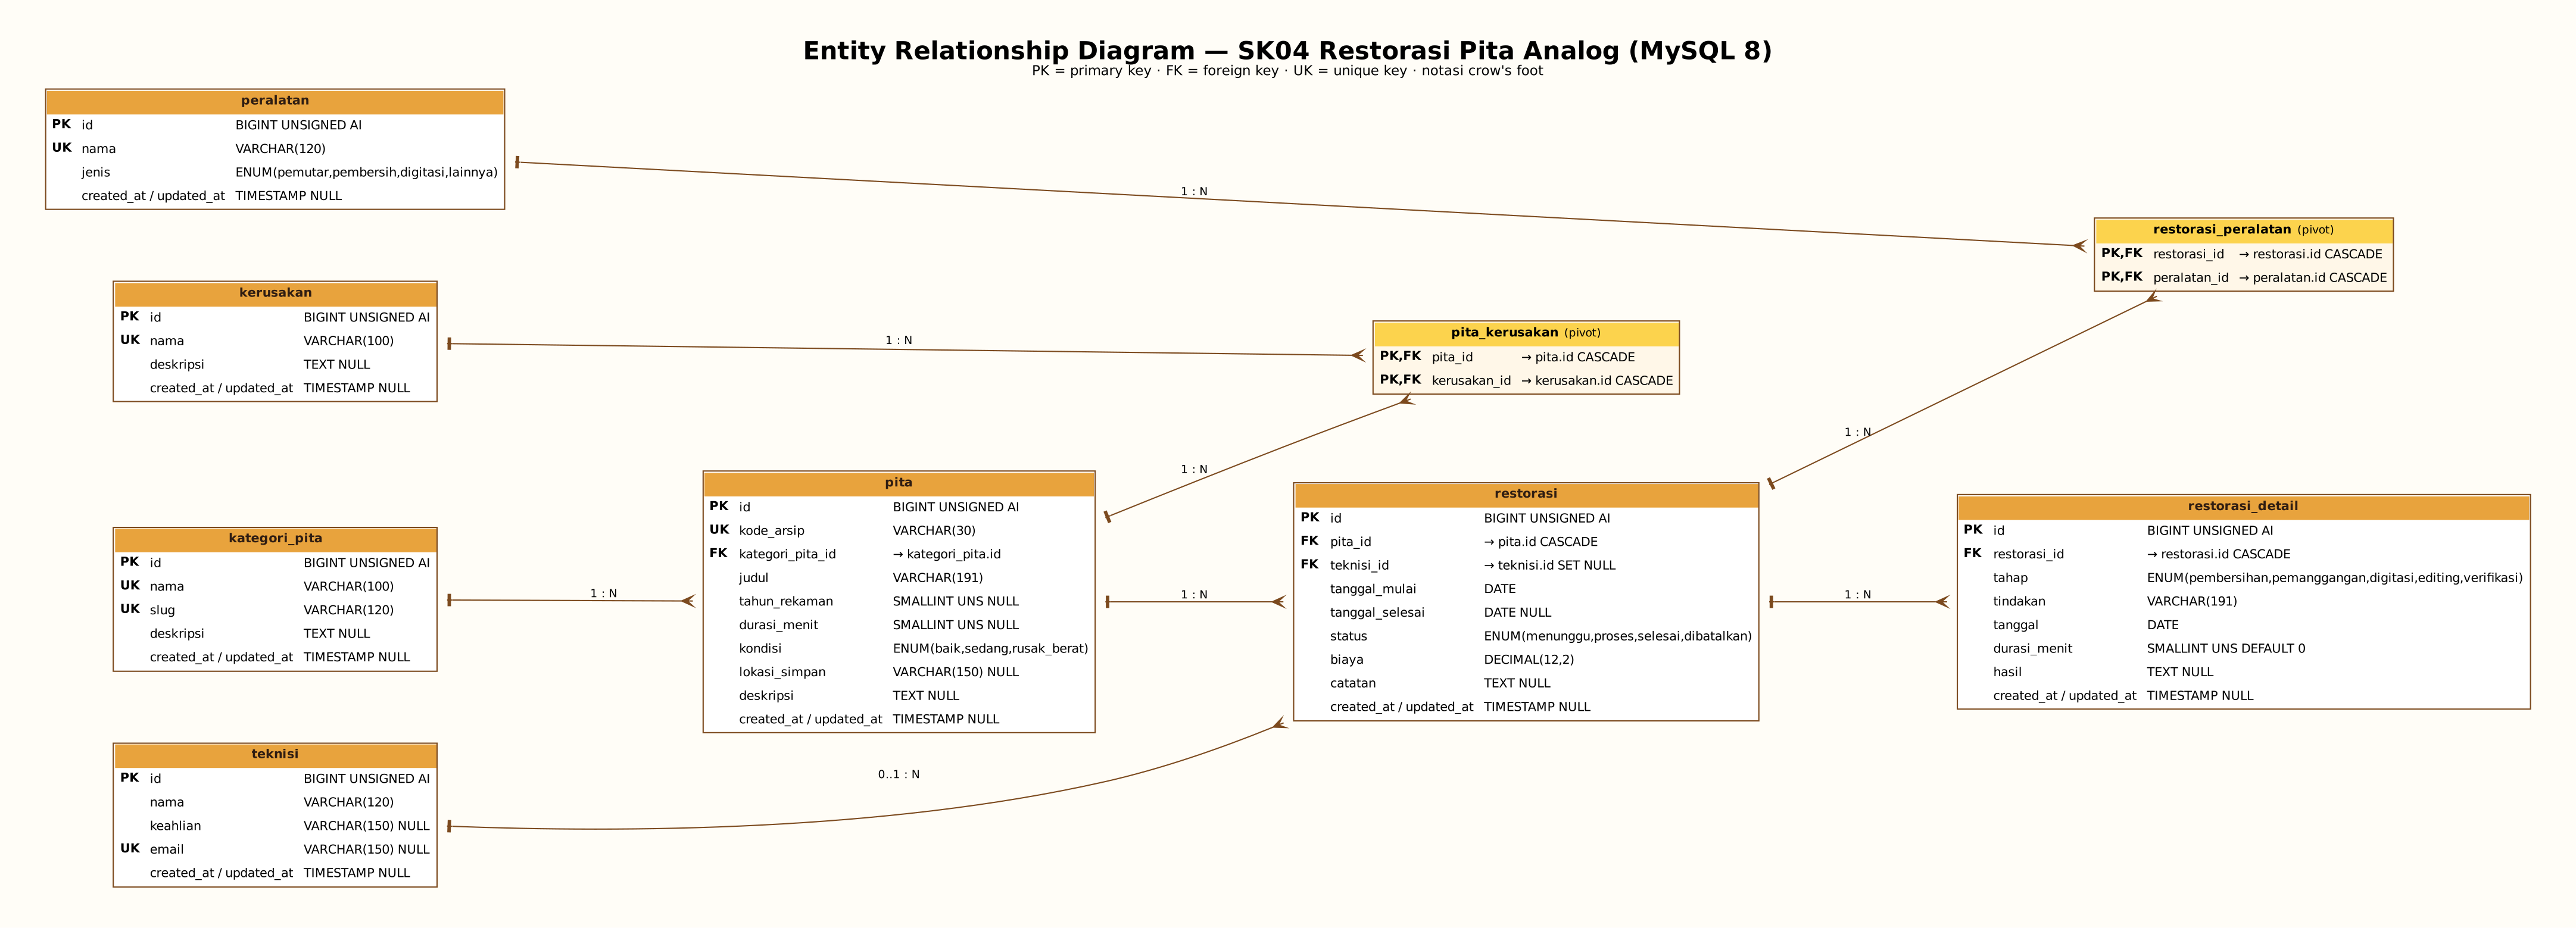 Entity Relationship Diagram — SK04 Restorasi Pita Analog (MySQL 8)
PK = primary key · FK = foreign key · UK = unique key · notasi crow's foot
peralatan
PK id BIGINT UNSIGNED AI
UK nama VARCHAR(120)
jenis ENUM(pemutar,pembersih,digitasi,lainnya)
created_at / updated_at TIMESTAMP NULL
1 : N
restorasi_peralatan (pivot)
PK,FK restorasi_id → restorasi.id CASCADE
PK,FK peralatan_id → peralatan.id CASCADE
kerusakan
PK id BIGINT UNSIGNED AI
UK nama VARCHAR(100)
deskripsi TEXT NULL
created_at / updated_at TIMESTAMP NULL
1 : N
pita_kerusakan (pivot)
PK,FK pita_id → pita.id CASCADE
PK,FK kerusakan_id → kerusakan.id CASCADE
1 : N
1 : N
kategori_pita
PK id BIGINT UNSIGNED AI
UK nama VARCHAR(100)
UK slug VARCHAR(120)
deskripsi TEXT NULL
created_at / updated_at TIMESTAMP NULL
1 : N
pita
PK id BIGINT UNSIGNED AI
UK kode_arsip VARCHAR(30)
FK kategori_pita_id → kategori_pita.id
judul VARCHAR(191)
tahun_rekaman SMALLINT UNS NULL
durasi_menit SMALLINT UNS NULL
kondisi ENUM(baik,sedang,rusak_berat)
lokasi_simpan VARCHAR(150) NULL
deskripsi TEXT NULL
created_at / updated_at TIMESTAMP NULL
1 : N
restorasi
PK id BIGINT UNSIGNED AI
FK pita_id → pita.id CASCADE
FK teknisi_id → teknisi.id SET NULL
tanggal_mulai DATE
tanggal_selesai DATE NULL
status ENUM(menunggu,proses,selesai,dibatalkan)
biaya DECIMAL(12,2)
catatan TEXT NULL
created_at / updated_at TIMESTAMP NULL
1 : N
restorasi_detail
PK id BIGINT UNSIGNED AI
FK restorasi_id → restorasi.id CASCADE
tahap ENUM(pembersihan,pemanggangan,digitasi,editing,verifikasi)
tindakan VARCHAR(191)
tanggal DATE
durasi_menit SMALLINT UNS DEFAULT 0
hasil TEXT NULL
created_at / updated_at TIMESTAMP NULL
teknisi
PK id BIGINT UNSIGNED AI
nama VARCHAR(120)
keahlian VARCHAR(150) NULL
UK email VARCHAR(150) NULL
created_at / updated_at TIMESTAMP NULL
0..1 : N